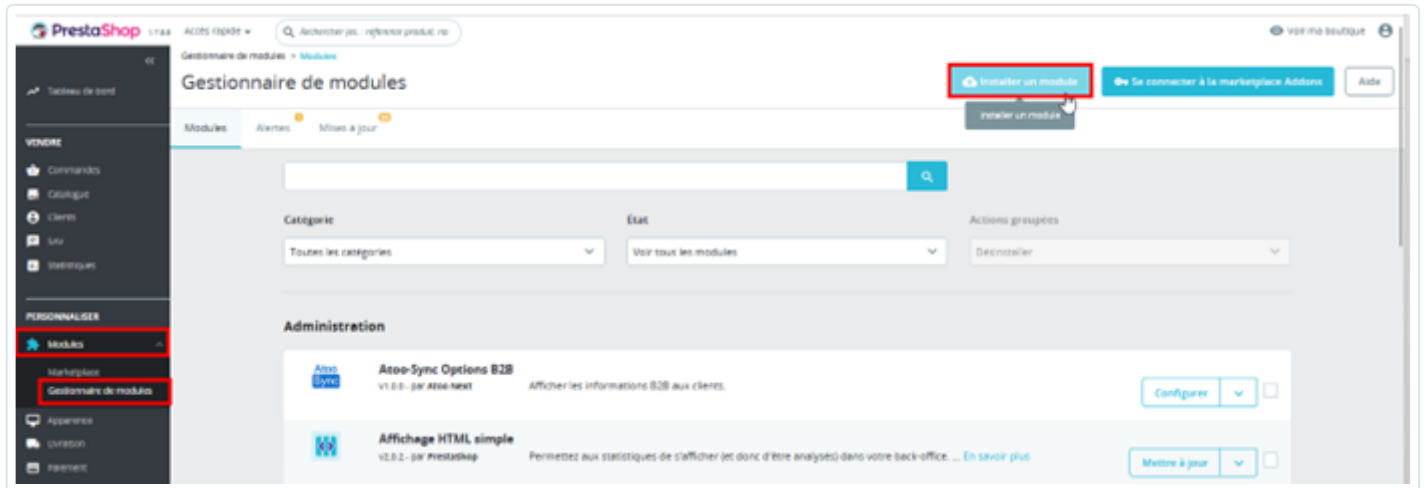 PrestaShop
Accès rapide
Rechercher
Voir ma boutique
Gestionnaire de modules > Modules
Gestionnaire de modules
Installer un module
Se connecter à la marketplace Addons
Aide
Installer un module
Tableau de bord
Modules
Alertes
Mises à jour
VENDRE
Commandes
Catalogue
Clients
SAV
Statistiques
Catégorie
État
Actions groupées
Toutes les catégories
Voir tous les modules
Désinstaller
PERSONNALISER
Modules
Marketplace
Gestionnaire de modules
Apparence
Livraison
Paiement
Administration
Atoo Sync
Atoo-Sync Options B2B
v1.0.0 - par Atoo Next
Afficher les informations B2B aux clients.
Configurer
Affichage HTML simple
v2.0.2 - par PrestaShop
Permettez aux statistiques de s'afficher (et donc d'être analysés) dans votre back-office. ... En savoir plus
Mettre à jour